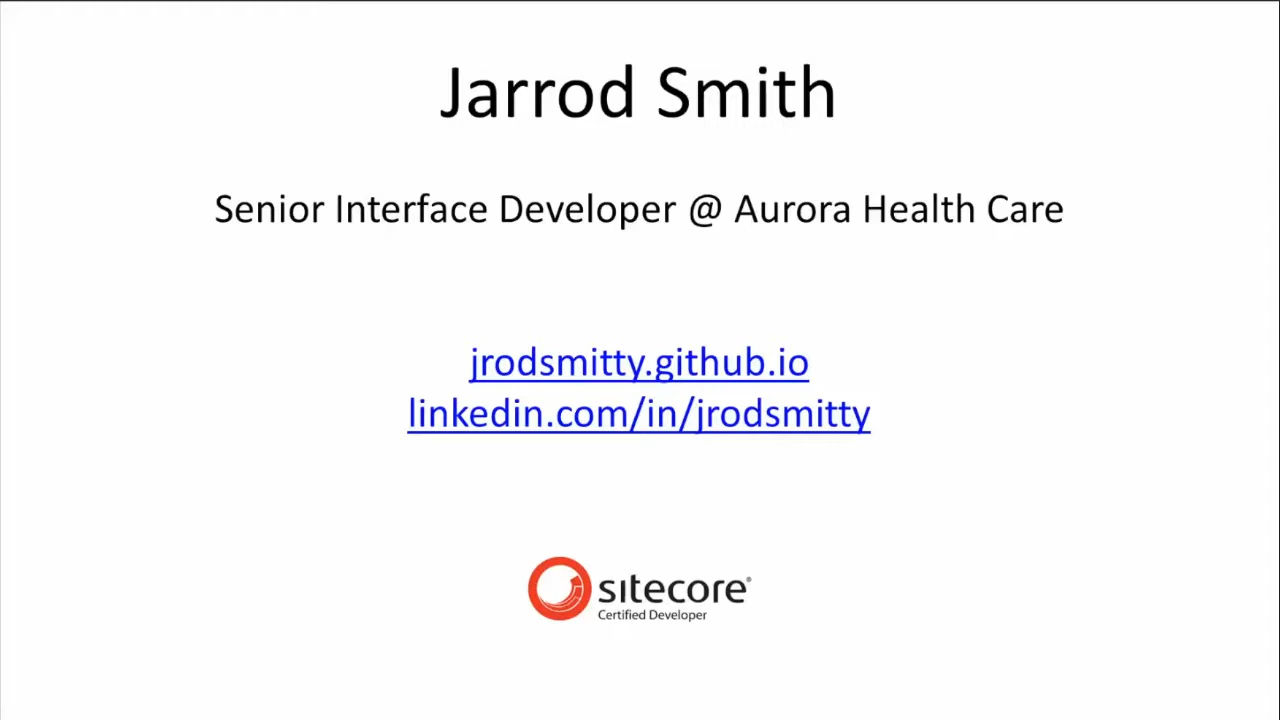 Jarrod Smith
Senior Interface Developer @ Aurora Health Care
jrodsmitty.github.io
linkedin.com/in/jrodsmitty
sitecore®
Certified Developer